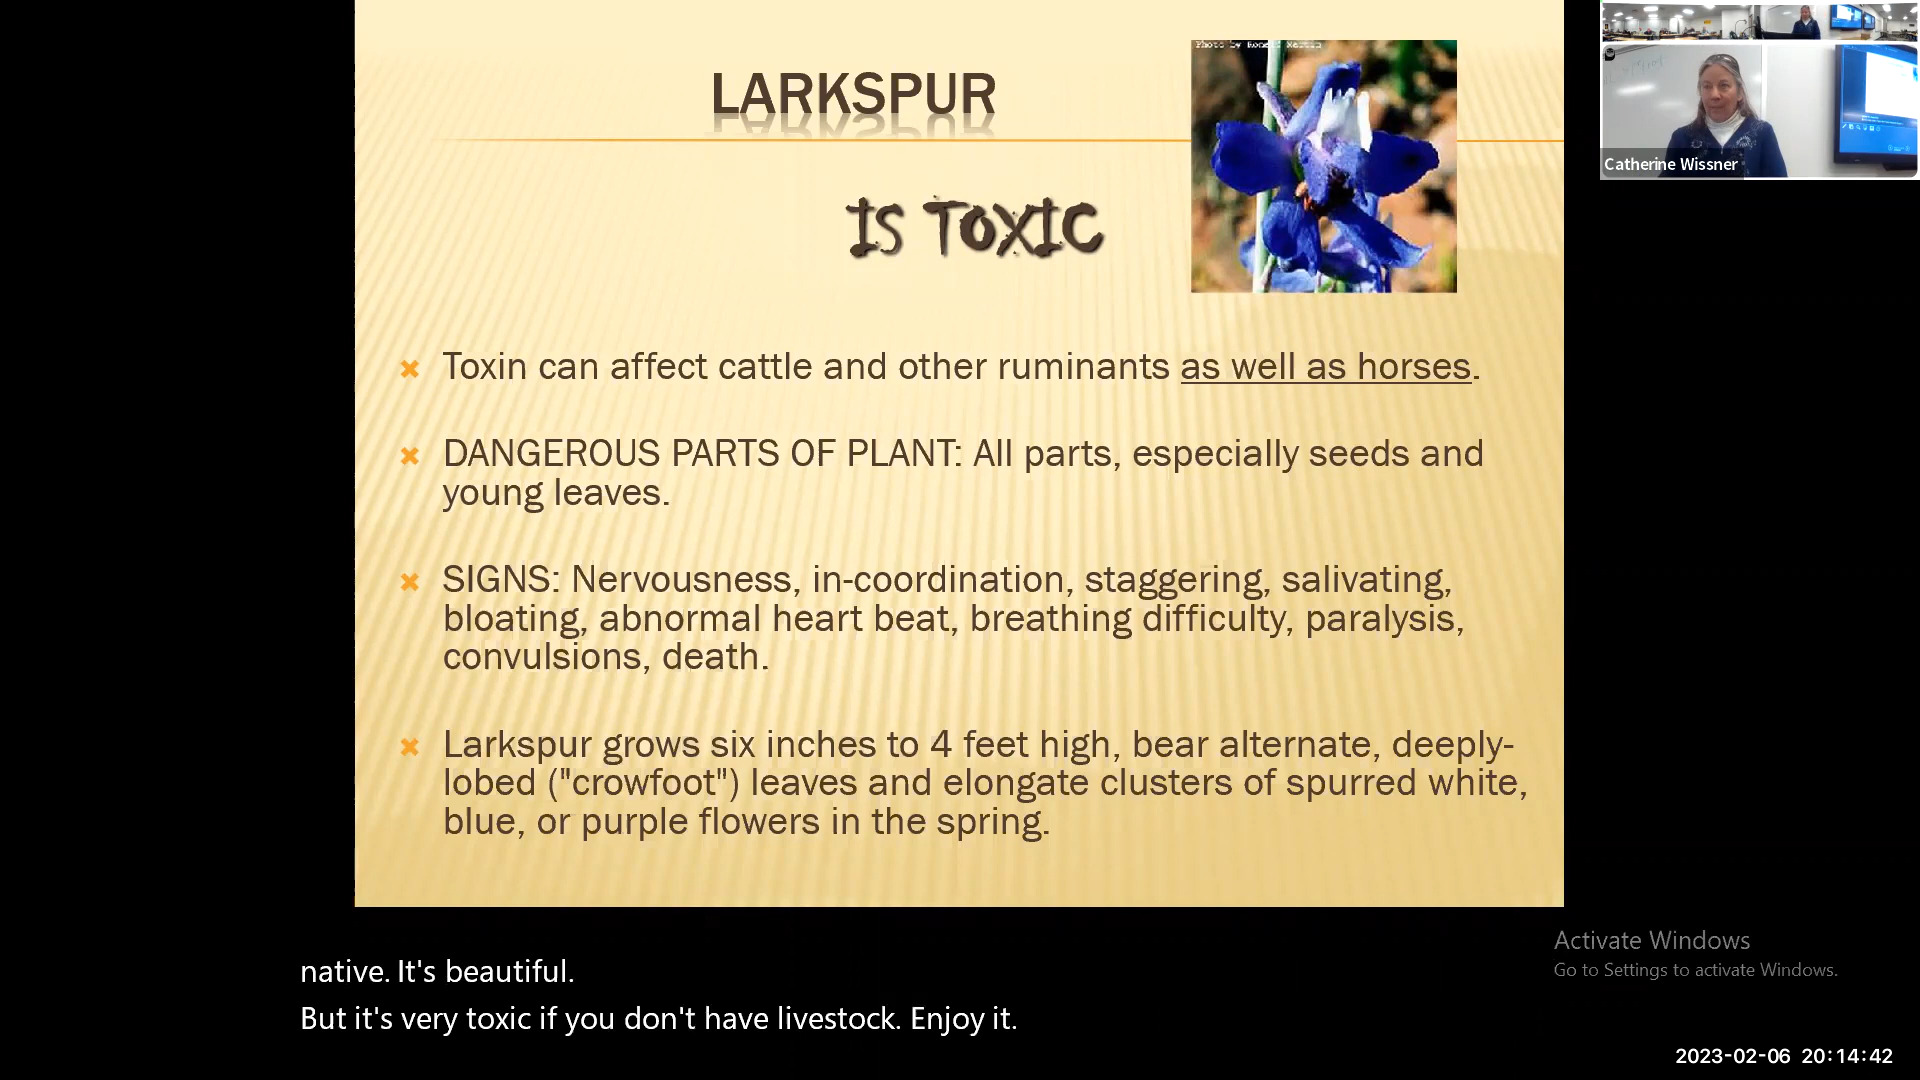 Photo by Ronald
LARKSPUR
IS TOXIC
Toxin can affect cattle and other ruminants as well as horses.
DANGEROUS PARTS OF PLANT: All parts, especially seeds and
young leaves.
SIGNS: Nervousness, in-coordination, staggering, salivating,
bloating, abnormal heart beat, breathing difficulty, paralysis,
convulsions, death.
Larkspur grows six inches to 4 feet high, bear alternate, deeply-
lobed ("crowfoot") leaves and elongate clusters of spurred white,
blue, or purple flowers in the spring.
Catherine Wissner
native. It's beautiful.
But it's very toxic if you don't have livestock. Enjoy it.
Activate Windows
Go to Settings to activate Windows.
2023-02-06 20:14:42